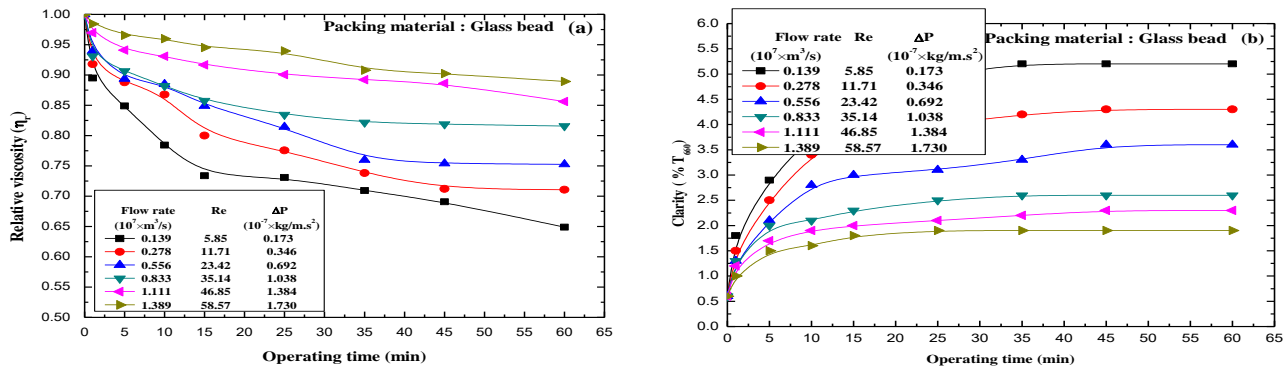 Packing material : Glass bead (a)
Relative viscosity (ηr)
1.00
0.95
0.90
0.85
0.80
0.75
0.70
0.65
0.60
0.55
0.50
Flow rate Re ΔP
(10⁷×m³/s) (10⁻⁷×kg/m.s²)
0.139 5.85 0.173
0.278 11.71 0.346
0.556 23.42 0.692
0.833 35.14 1.038
1.111 46.85 1.384
1.389 58.57 1.730
0 5 10 15 20 25 30 35 40 45 50 55 60 65
Operating time (min)
Packing material : Glass bead (b)
Clarity ( %T660)
6.0
5.5
5.0
4.5
4.0
3.5
3.0
2.5
2.0
1.5
1.0
0.5
0.0
Flow rate Re ΔP
(10⁷×m³/s) (10⁻⁷×kg/m.s²)
0.139 5.85 0.173
0.278 11.71 0.346
0.556 23.42 0.692
0.833 35.14 1.038
1.111 46.85 1.384
1.389 58.57 1.730
0 5 10 15 20 25 30 35 40 45 50 55 60 65
Operating time (min)